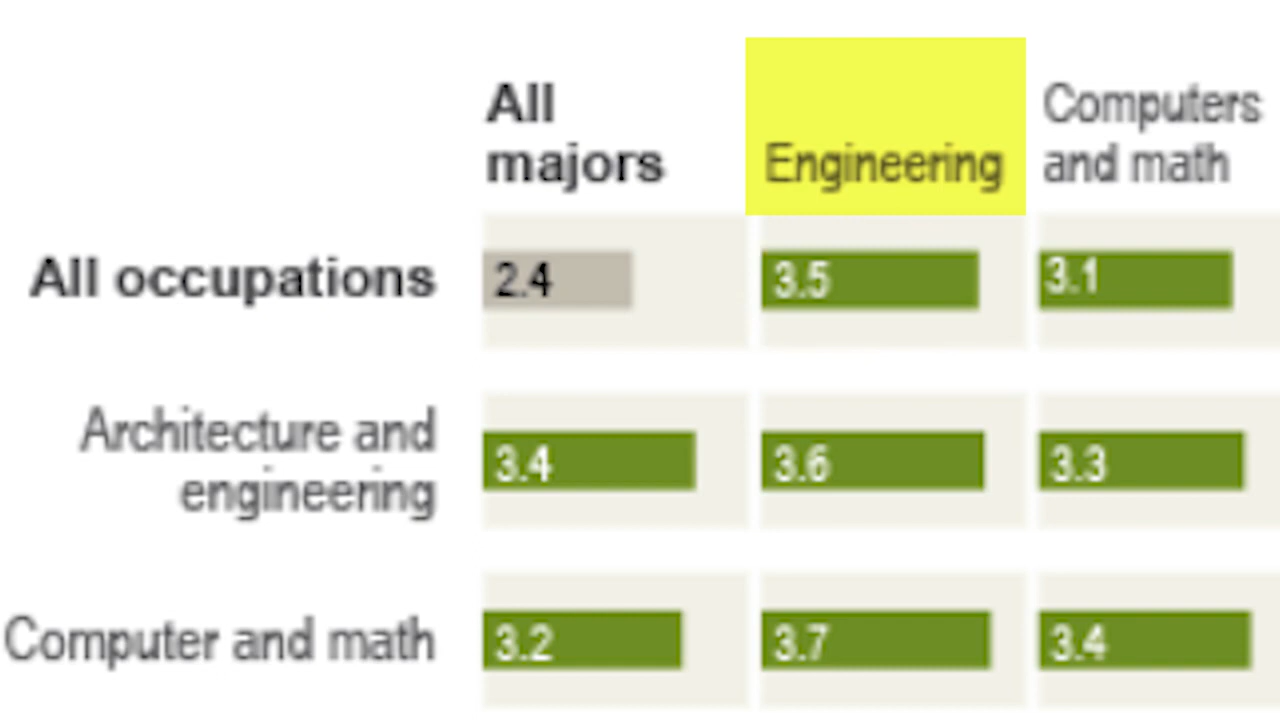 All
majors
Engineering
Computers
and math
All occupations
2.4
3.5
3.1
Architecture and
engineering
3.4
3.6
3.3
Computer and math
3.2
3.7
3.4